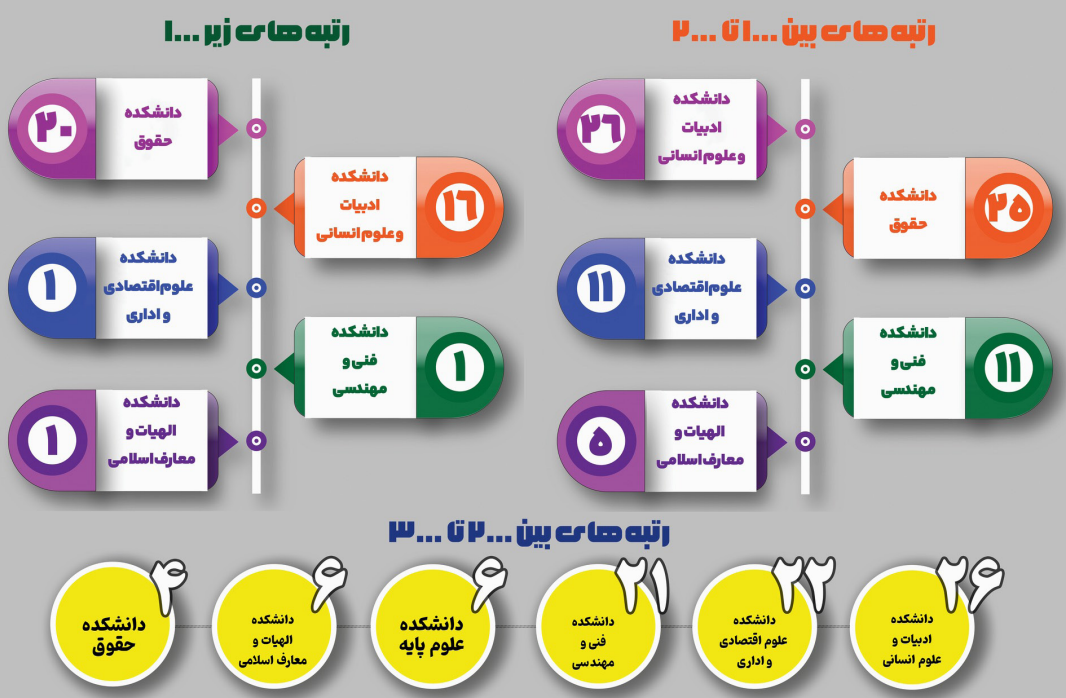 رتبه های بین ۱۰۰۰ تا ۲۰۰۰
دانشکده
ادبیات
و علوم انسانی
۲۶
دانشکده
حقوق
۲۵
دانشکده
علوم اقتصادی
و اداری
۱۱
دانشکده
فنی و
مهندسی
۱۱
دانشکده
الهیات و
معارف اسلامی
۵
رتبه های زیر ۱۰۰۰
دانشکده
حقوق
۲۰
دانشکده
ادبیات
و علوم انسانی
۱۶
دانشکده
علوم اقتصادی
و اداری
۱
دانشکده
فنی و
مهندسی
۱
دانشکده
الهیات و
معارف اسلامی
۱
رتبه های بین ۲۰۰۰ تا ۳۰۰۰
۲۶
دانشکده
ادبیات و
علوم انسانی
۲۲
دانشکده
علوم اقتصادی
و اداری
۲۱
دانشکده
فنی و
مهندسی
۶
دانشکده
علوم پایه
۶
دانشکده
الهیات و
معارف اسلامی
۴
دانشکده
حقوق